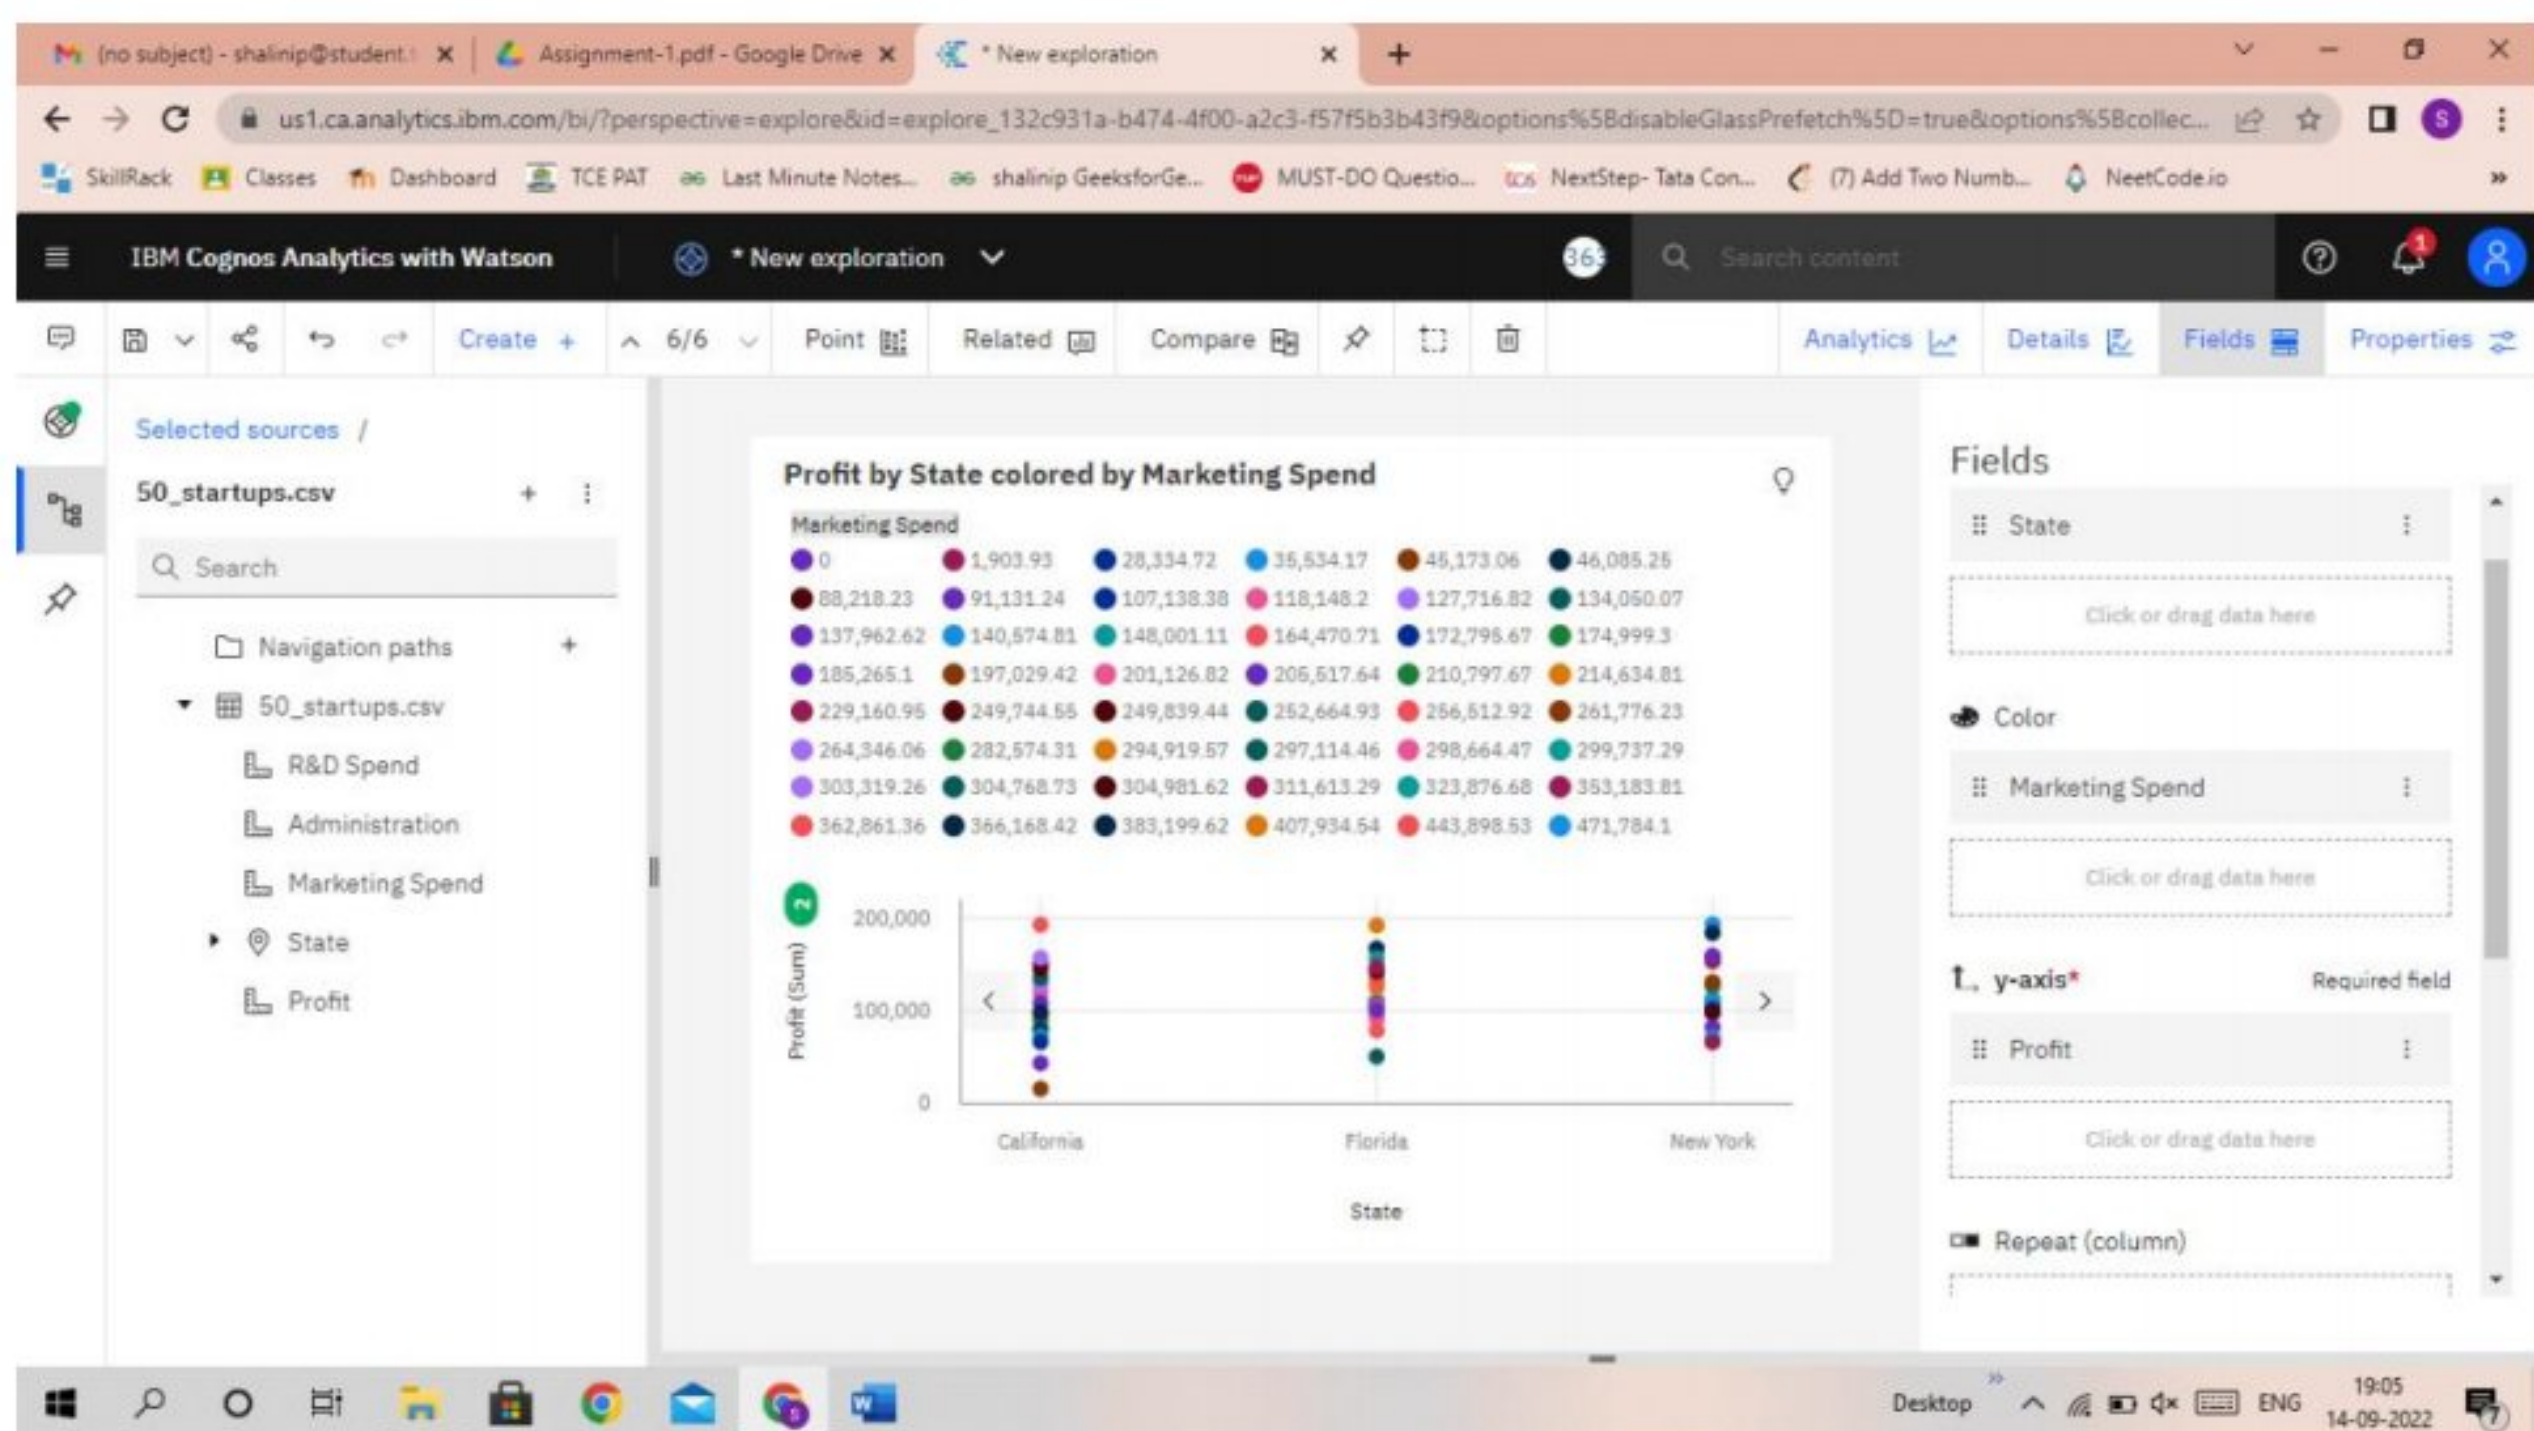 (no subject) - shalinip@student.
Assignment-1.pdf - Google Drive
* New exploration
us1.ca.analytics.ibm.com/bi/?perspective=explore&id=explore_132c931a-b474-4f00-a2c3-f57f5b3b43f9&options%5BdisableGlassPrefetch%5D=true&options%5Bcollec...
S
SkillRack Classes Dashboard TCE PAT Last Minute Notes... shalinip GeeksforGe... MUST-DO Questio... NextStep- Tata Con... (7) Add Two Numb... NeetCode.io »
IBM Cognos Analytics with Watson
* New exploration
363
Search content
1
Create + 6/6 Point Related Compare Analytics Details Fields Properties
Selected sources /
50_startups.csv
Search
Navigation paths
50_startups.csv
R&D Spend
Administration
Marketing Spend
State
Profit
Profit by State colored by Marketing Spend
Marketing Spend
0 1,903.93 28,334.72 35,534.17 45,173.06 46,085.25
88,218.23 91,131.24 107,138.38 118,148.2 127,716.82 134,050.07
137,962.62 140,574.81 148,001.11 164,470.71 172,795.67 174,999.3
185,265.1 197,029.42 201,126.82 205,517.64 210,797.67 214,634.81
229,160.95 249,744.55 249,839.44 252,664.93 256,512.92 261,776.23
264,346.06 282,574.31 294,919.57 297,114.46 298,664.47 299,737.29
303,319.26 304,768.73 304,981.62 311,613.29 323,876.68 353,183.81
362,861.36 366,168.42 383,199.62 407,934.54 443,898.53 471,784.1
2
Profit (Sum)
200,000
100,000
0
California Florida New York
State
Fields
State
Click or drag data here
Color
Marketing Spend
Click or drag data here
y-axis* Required field
Profit
Click or drag data here
Repeat (column)
Desktop » ENG 19:05
14-09-2022
7